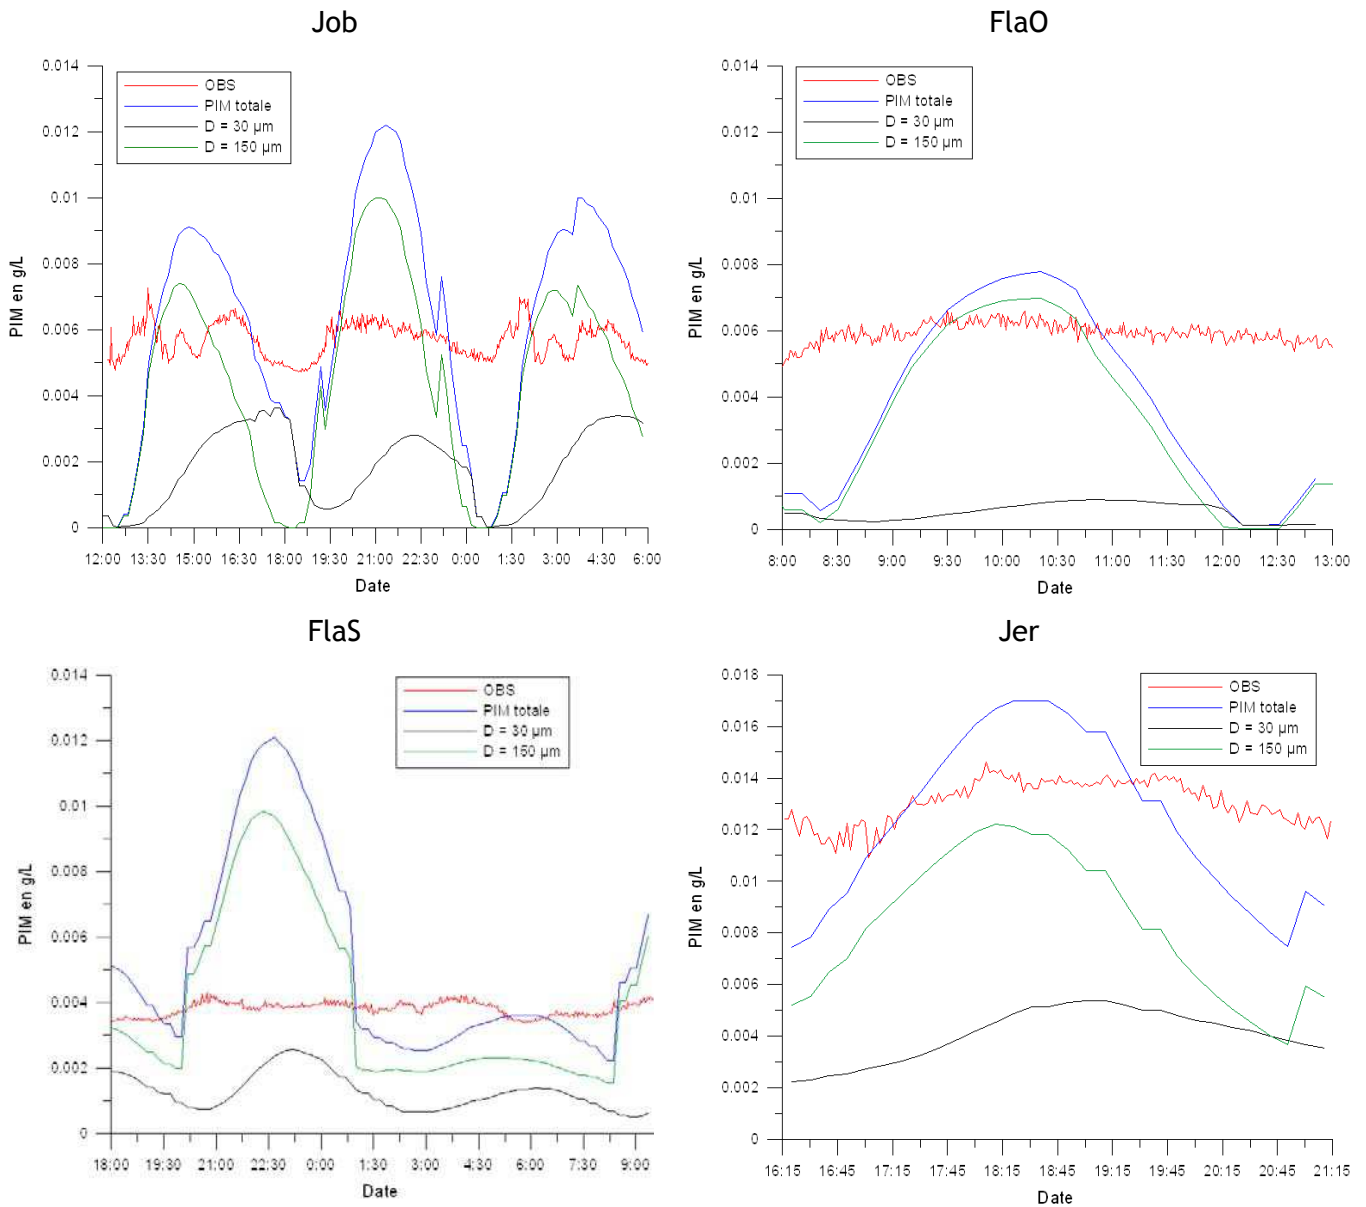 Job
OBS
PIM totale
D = 30 µm
D = 150 µm
PIM en g/L
0.014
0.012
0.01
0.008
0.006
0.004
0.002
0
12:00 13:30 15:00 16:30 18:00 19:30 21:00 22:30 0:00 1:30 3:00 4:30 6:00
Date
FlaO
OBS
PIM totale
D = 30 µm
D = 150 µm
PIM en g/L
0.014
0.012
0.01
0.008
0.006
0.004
0.002
0
8:00 8:30 9:00 9:30 10:00 10:30 11:00 11:30 12:00 12:30 13:00
Date
FlaS
OBS
PIM totale
D = 30 µm
D = 150 µm
PIM en g/L
0.014
0.012
0.01
0.008
0.006
0.004
0.002
0
18:00 19:30 21:00 22:30 0:00 1:30 3:00 4:30 6:00 7:30 9:00
Date
Jer
OBS
PIM totale
D = 30 µm
D = 150 µm
PIM en g/L
0.018
0.016
0.014
0.012
0.01
0.008
0.006
0.004
0.002
0
16:15 16:45 17:15 17:45 18:15 18:45 19:15 19:45 20:15 20:45 21:15
Date